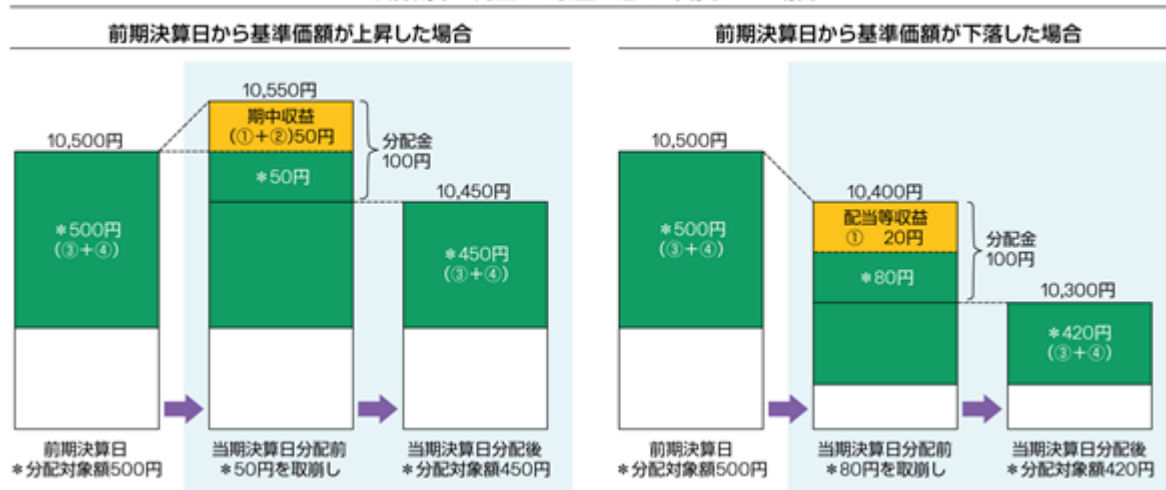 前期決算日から基準価額が上昇した場合
10,550円
期中収益
(①+②)50円
10,500円
分配金
100円
*50円
10,450円
*500円
(③+④)
*450円
(③+④)
前期決算日
*分配対象額500円
当期決算日分配前
*50円を取崩し
当期決算日分配後
*分配対象額450円
前期決算日から基準価額が下落した場合
10,500円
10,400円
配当等収益
① 20円
*500円
(③+④)
分配金
100円
*80円
10,300円
*420円
(③+④)
前期決算日
*分配対象額500円
当期決算日分配前
*80円を取崩し
当期決算日分配後
*分配対象額420円